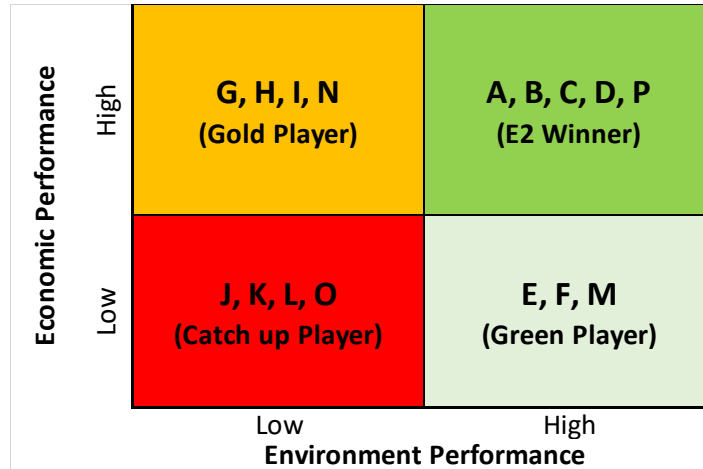 Economic Performance
High
G, H, I, N
(Gold Player)
A, B, C, D, P
(E2 Winner)
Low
J, K, L, O
(Catch up Player)
E, F, M
(Green Player)
Low
High
Environment Performance